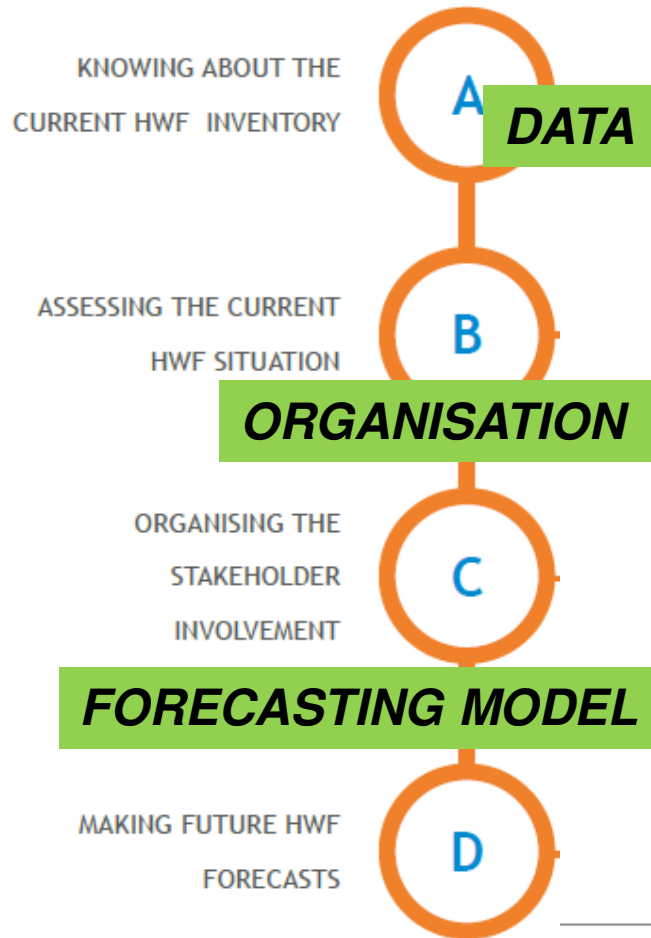 KNOWING ABOUT THE
CURRENT HWF INVENTORY
A
DATA
ASSESSING THE CURRENT
HWF SITUATION
B
ORGANISATION
ORGANISING THE
STAKEHOLDER
INVOLVEMENT
C
FORECASTING MODEL
MAKING FUTURE HWF
FORECASTS
D